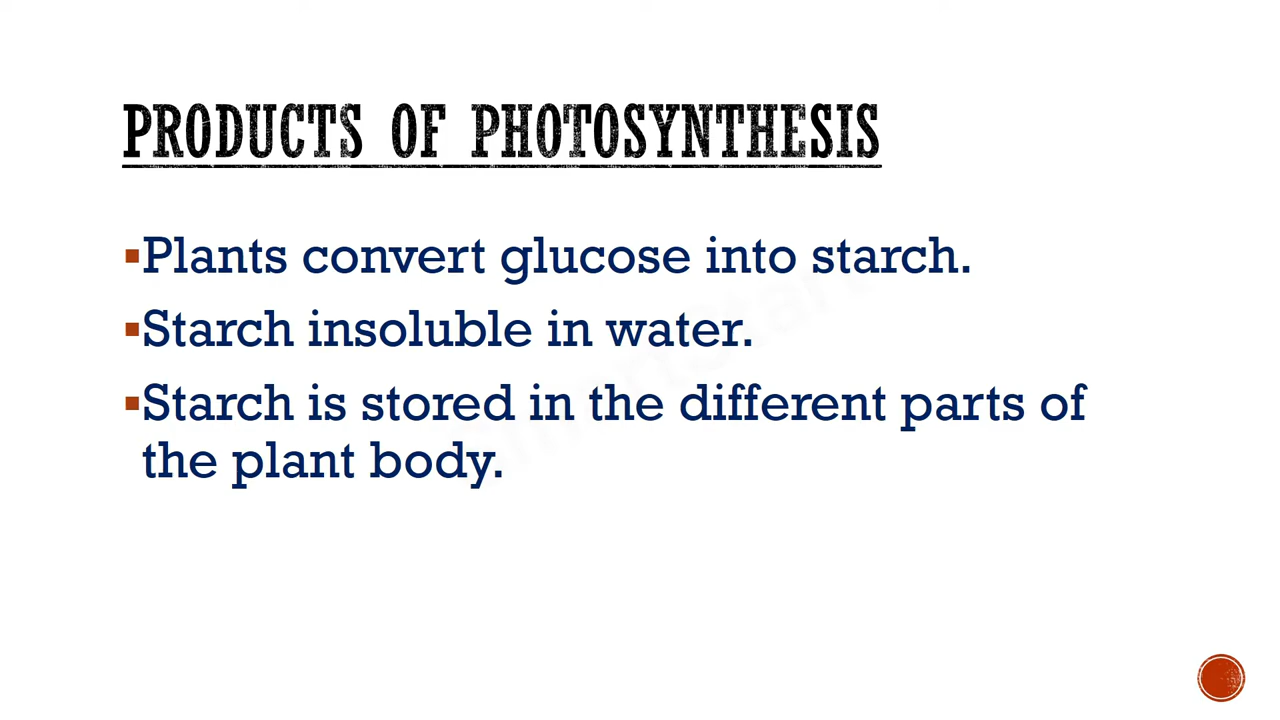 PRODUCTS OF PHOTOSYNTHESIS
▪Plants convert glucose into starch.
▪Starch insoluble in water.
▪Starch is stored in the different parts of
the plant body.